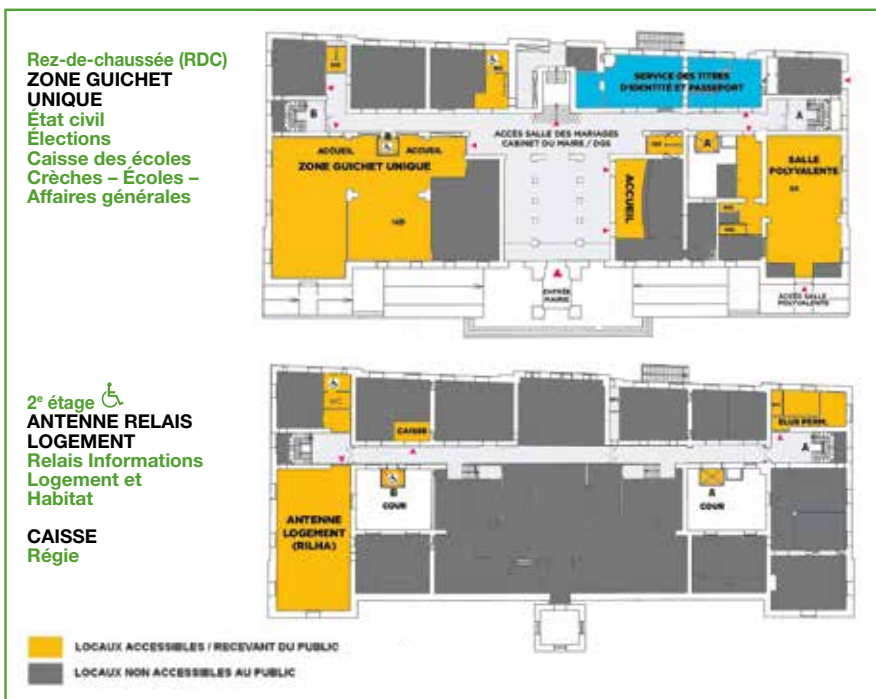 Rez-de-chaussée (RDC)
ZONE GUICHET
UNIQUE
État civil
Élections
Caisse des écoles
Crèches – Écoles –
Affaires générales
SERVICE DES TITRES
D'IDENTITÉ ET PASSEPORT
B
A
ACCÈS SALLE DES MARIAGES
CABINET DU MAIRE / DGS
B
ACCUEIL
ACCUEIL
ZONE GUICHET UNIQUE
A
ACCUEIL
SALLE
POLYVALENTE
ENTRÉE
MAIRIE
ACCÈS SALLE
POLYVALENTE
2e étage
ANTENNE RELAIS
LOGEMENT
Relais Informations
Logement et
Habitat
CAISSE
Régie
CAISSE
ELUS PERM.
B
A
B
COUR
A
COUR
ANTENNE
LOGEMENT
(RILHA)
LOCAUX ACCESSIBLES / RECEVANT DU PUBLIC
LOCAUX NON ACCESSIBLES AU PUBLIC